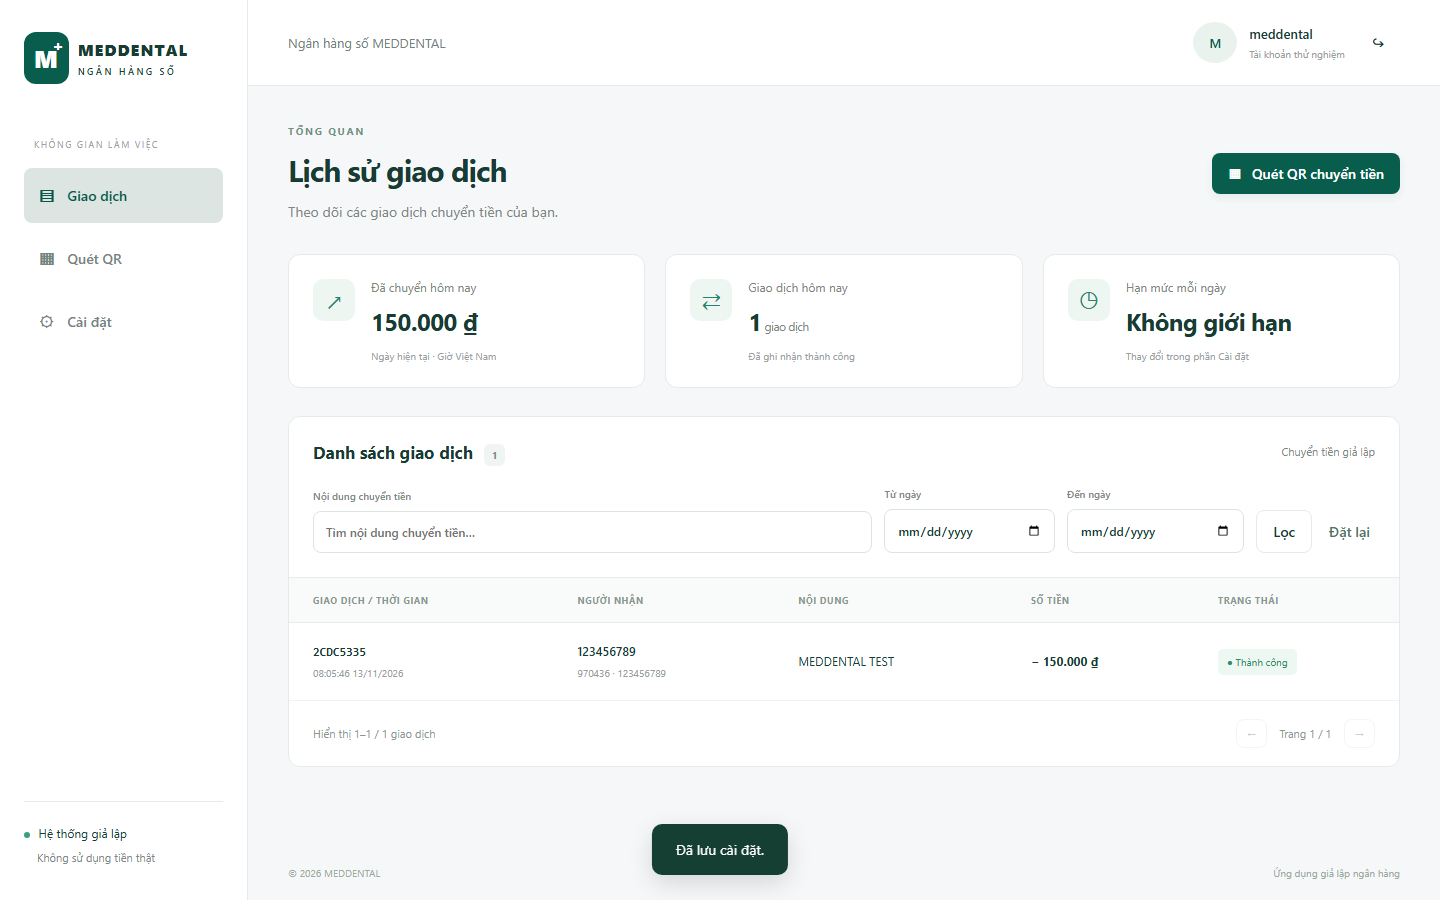 MEDDENTAL
NGÂN HÀNG SỐ
KHÔNG GIAN LÀM VIỆC
Giao dịch
Quét QR
Cài đặt
Hệ thống giả lập
Không sử dụng tiền thật
Ngân hàng số MEDDENTAL
M
meddental
Tài khoản thử nghiệm
TỔNG QUAN
Lịch sử giao dịch
Theo dõi các giao dịch chuyển tiền của bạn.
Quét QR chuyển tiền
Đã chuyển hôm nay
150.000 ₫
Ngày hiện tại · Giờ Việt Nam
Giao dịch hôm nay
1 giao dịch
Đã ghi nhận thành công
Hạn mức mỗi ngày
Không giới hạn
Thay đổi trong phần Cài đặt
Danh sách giao dịch 1
Chuyển tiền giả lập
Nội dung chuyển tiền
Tìm nội dung chuyển tiền...
Từ ngày
mm/dd/yyyy
Đến ngày
mm/dd/yyyy
Lọc
Đặt lại
GIAO DỊCH / THỜI GIAN NGƯỜI NHẬN NỘI DUNG SỐ TIỀN TRẠNG THÁI
2CDC5335
08:05:46 13/11/2026
123456789
970436 · 123456789
MEDDENTAL TEST
− 150.000 ₫
Thành công
Hiển thị 1–1 / 1 giao dịch
← Trang 1 / 1 →
Đã lưu cài đặt.
© 2026 MEDDENTAL
Ứng dụng giả lập ngân hàng